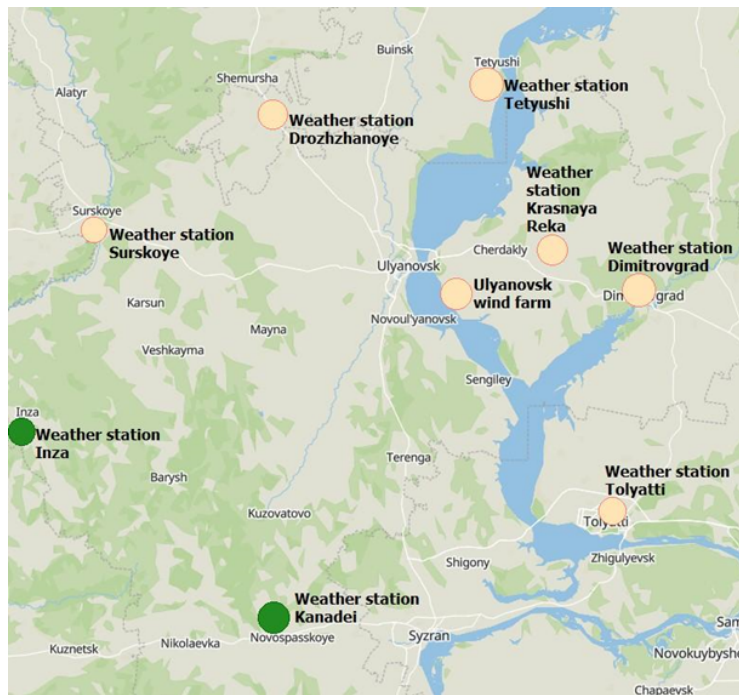 Buinsk
Tetyushi
Weather station
Tetyushi
Shemursha
Alatyr
Weather station
Drozhzhanoye
Weather
station
Krasnaya
Reka
Surskoye
Weather station
Surskoye
Cherdakly
Weather station
Dimitrovgrad
Ulyanovsk
Ulyanovsk
wind farm
Karsun
Novoul'yanovsk
Mayna
Veshkayma
Sengiley
Inza
Weather station
Inza
Terenga
Barysh
Weather station
Tolyatti
Kuzovatovo
Shigony
Zhigulyevsk
Weather station
Kanadei
Novospasskoye
Syzran
Kuznetsk
Nikolaevka
Novokuybyshe
Chapaevsk